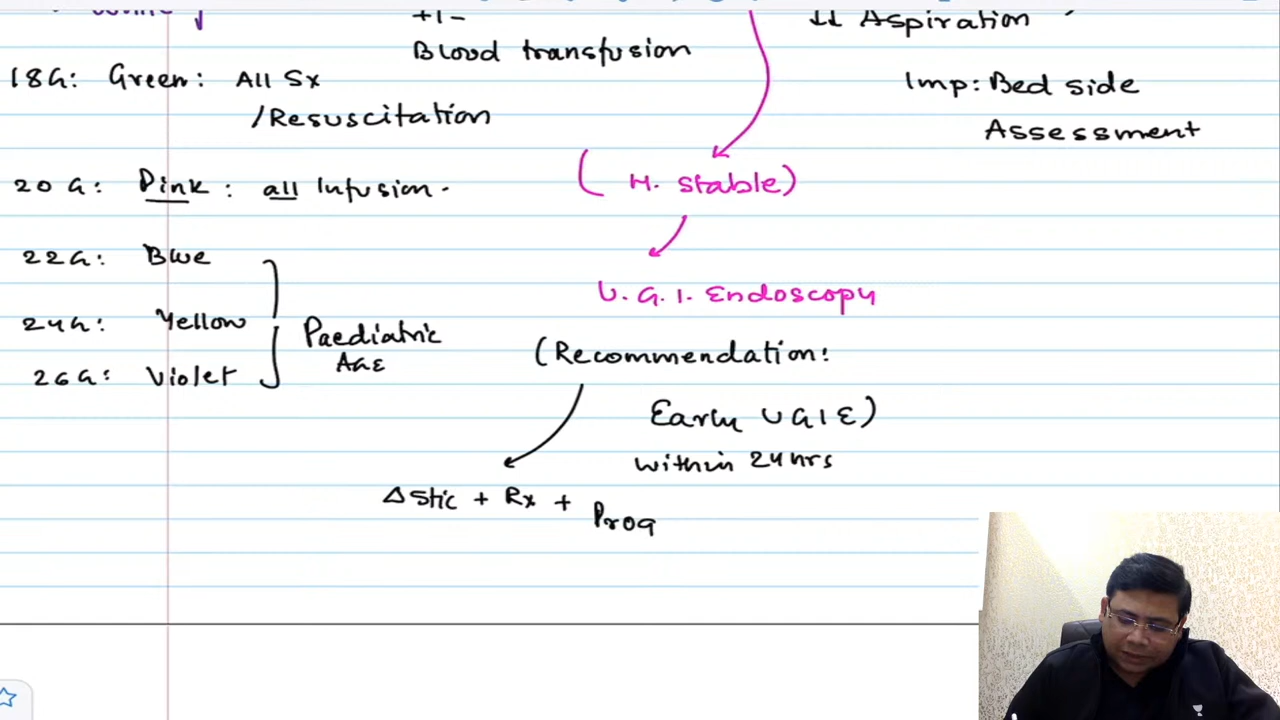 +1-
Blood transfusion
18G: Green: All Sx
/Resuscitation
20 G: Pink: all Infusion.
22G: Blue
24G: Yellow
26G: Violet
Paediatric
AGE
↓↓ Aspiration
Imp: Bed side
Assessment
(H. stable)
U.G.I. Endoscopy
(Recommendation:
Early UGIE)
within 24hrs
Δstic + Rx +
Prog